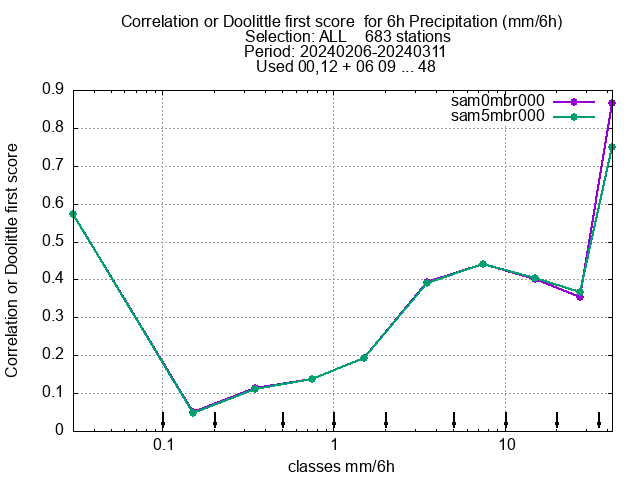 Correlation or Doolittle first score  for 6h Precipitation (mm/6h)
Selection: ALL    683 stations
Period: 20240206-20240311
Used 00,12 + 06 09 ... 48
sam0mbr000
sam5mbr000
0.9
0.8
0.7
0.6
0.5
0.4
0.3
0.2
0.1
0
Correlation or Doolittle first score
0.1 1 10
classes mm/6h